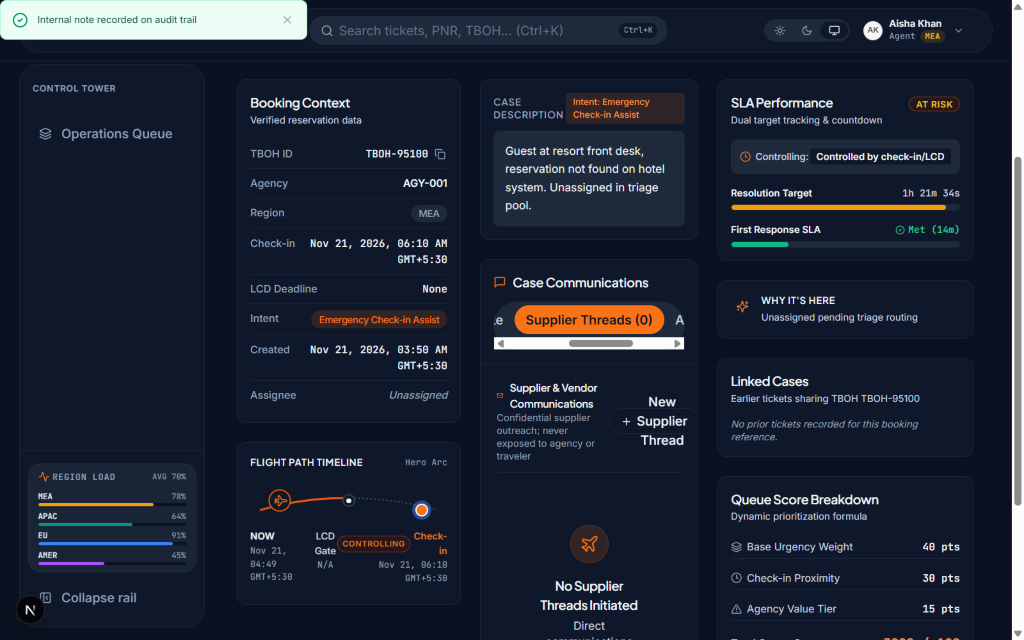 Internal note recorded on audit trail
Search tickets, PNR, TBOH... (Ctrl+K)
Ctrl+K
AK
Aisha Khan
Agent MEA
CONTROL TOWER
Operations Queue
REGION LOAD AVG 70%
MEA 78%
APAC 64%
EU 91%
AMER 45%
N
Collapse rail
Booking Context
Verified reservation data
TBOH ID TBOH-95100
Agency AGY-001
Region MEA
Check-in Nov 21, 2026, 06:10 AM
GMT+5:30
LCD Deadline None
Intent Emergency Check-in Assist
Created Nov 21, 2026, 03:50 AM
GMT+5:30
Assignee Unassigned
FLIGHT PATH TIMELINE Hero Arc
NOW
Nov 21,
04:49
GMT+5:30
LCD
Gate
N/A
CONTROLLING
Check-
in
Nov 21, 06:10
GMT+5:30
CASE
DESCRIPTION
Intent: Emergency
Check-in Assist
Guest at resort front desk,
reservation not found on hotel
system. Unassigned in triage
pool.
Case Communications
e Supplier Threads (0) A
Supplier & Vendor
Communications
Confidential supplier
outreach; never
exposed to agency or
traveler
New
+ Supplier
Thread
No Supplier
Threads Initiated
Direct
SLA Performance AT RISK
Dual target tracking & countdown
Controlling: Controlled by check-in/LCD
Resolution Target 1h 21m 34s
First Response SLA Met (14m)
WHY IT'S HERE
Unassigned pending triage routing
Linked Cases
Earlier tickets sharing TBOH TBOH-95100
No prior tickets recorded for this booking
reference.
Queue Score Breakdown
Dynamic prioritization formula
Base Urgency Weight 40 pts
Check-in Proximity 30 pts
Agency Value Tier 15 pts